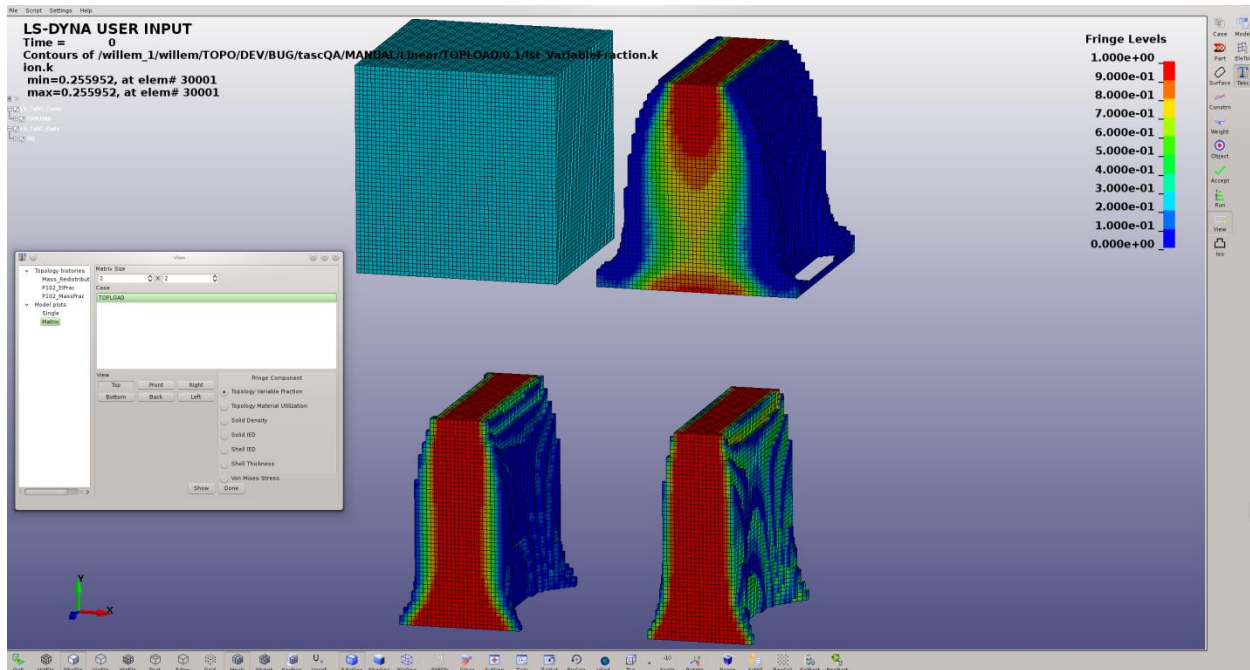 File Script Settings Help
LS-DYNA USER INPUT
Time = 0
Contours of /willem_1/willem/TOPO/DEV/BUG/tascQA/MANUAL/Linear/TOPLOAD/0.1/lst_VariableFraction.k
ion.k
min=0.255952, at elem# 30001
max=0.255952, at elem# 30001
Fringe Levels
1.000e+00
9.000e-01
8.000e-01
7.000e-01
6.000e-01
5.000e-01
4.000e-01
3.000e-01
2.000e-01
1.000e-01
0.000e+00
Case
Part
Surface
Tasc
Constrn
Weight
Object
Accept
Run
View
Iso
View
Topology histories
Mass_Redistribut
P102_ElFrac
P102_MassFrac
Model plots
Single
Matrix
Matrix Size
2 X 2
Case
TOPLOAD
View
Top Front Right
Bottom Back Left
Fringe Component
Topology Variable Fraction
Topology Material Utilization
Solid Density
Solid IED
Shell IED
Shell Thickness
Von Mises Stress
Show Done
Y
X